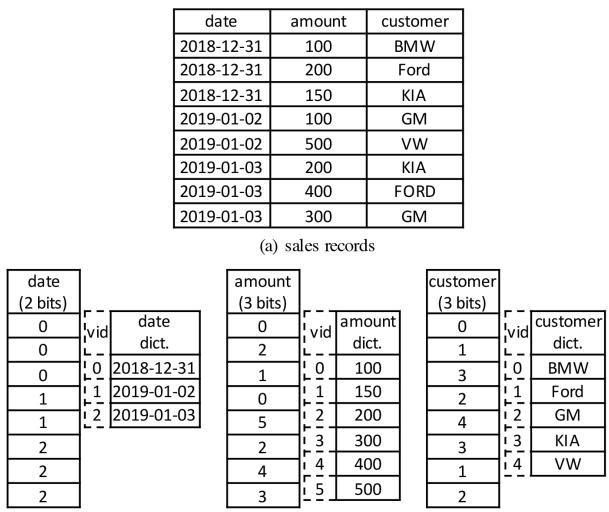 date amount customer
2018-12-31 100 BMW
2018-12-31 200 Ford
2018-12-31 150 KIA
2019-01-02 100 GM
2019-01-02 500 VW
2019-01-03 200 KIA
2019-01-03 400 FORD
2019-01-03 300 GM
(a) sales records
date
(2 bits)
0
0
0
1
1
2
2
2
vid date
dict.
0 2018-12-31
1 2019-01-02
2 2019-01-03
amount
(3 bits)
0
2
1
0
5
2
4
3
vid amount
dict.
0 100
1 150
2 200
3 300
4 400
5 500
customer
(3 bits)
0
1
3
2
4
3
1
2
vid customer
dict.
0 BMW
1 Ford
2 GM
3 KIA
4 VW